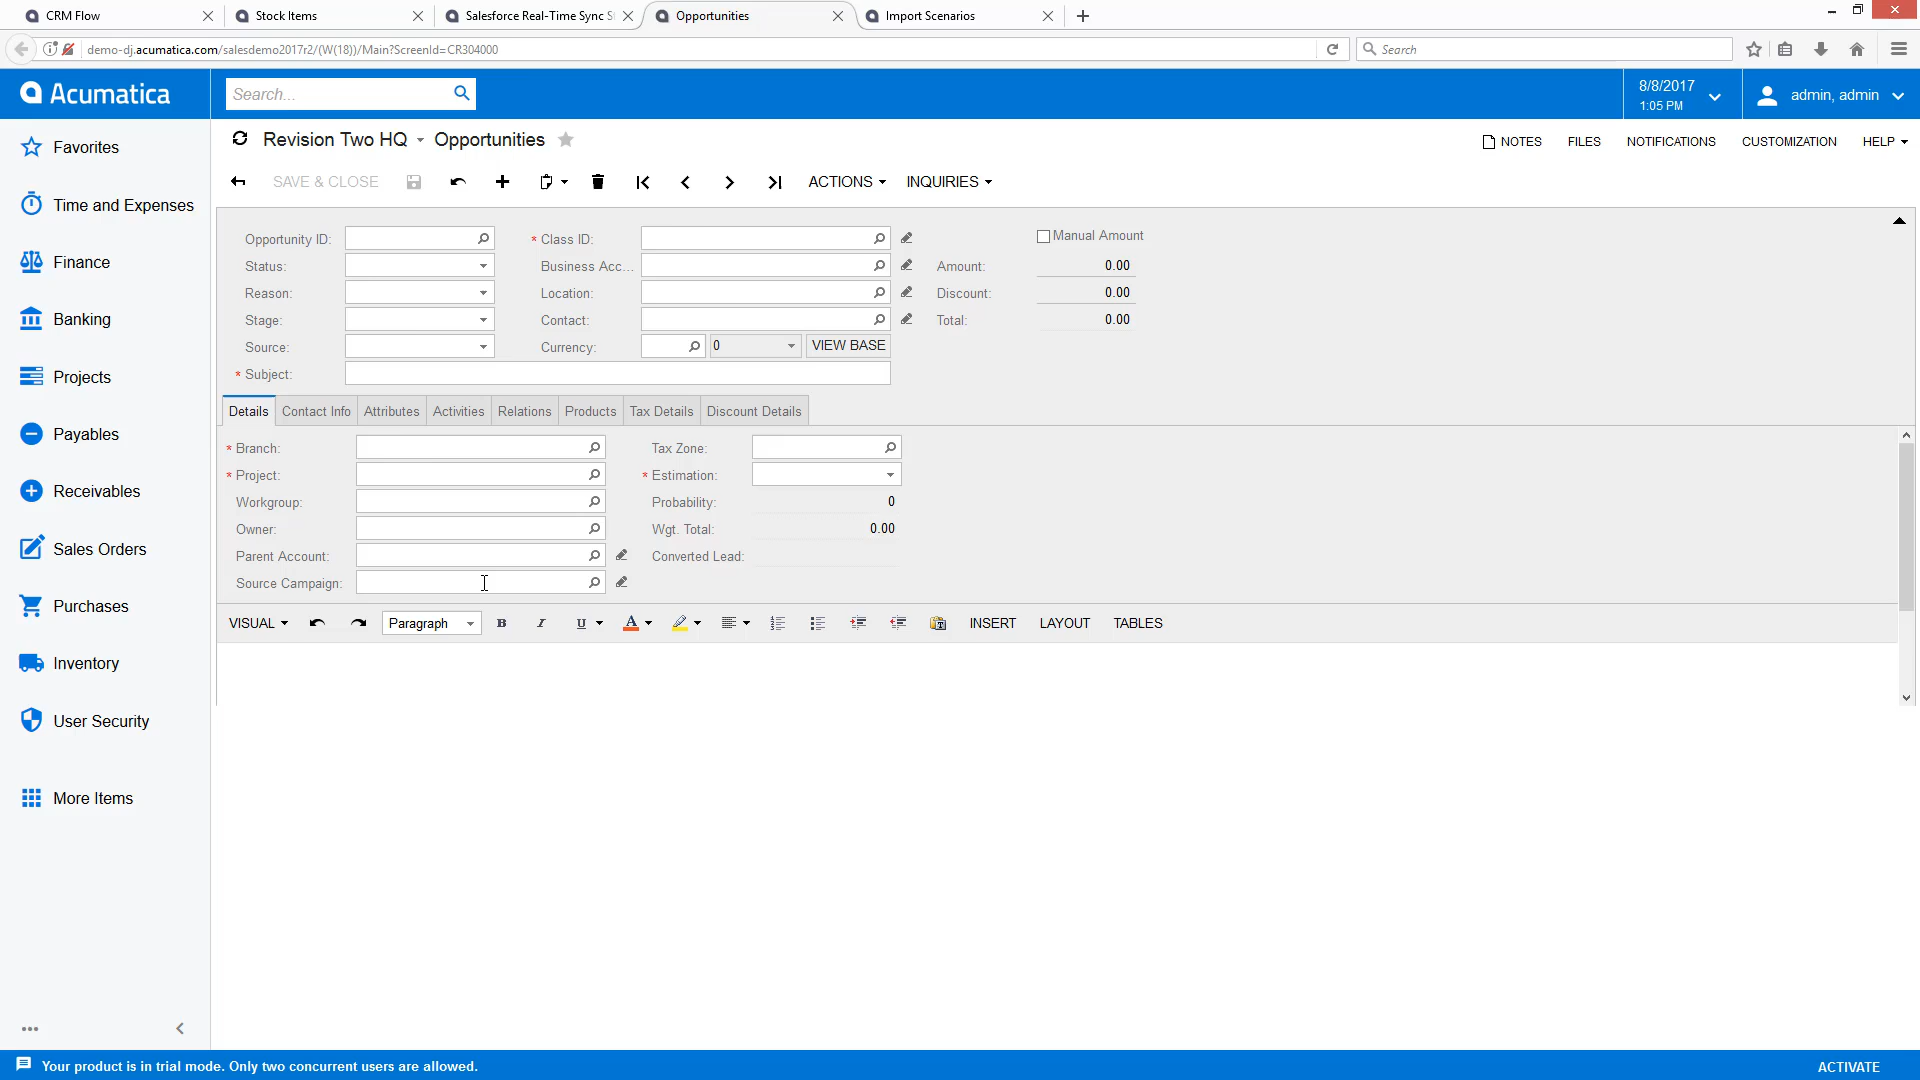 CRM Flow
Stock Items
Salesforce Real-Time Sync S
Opportunities
Import Scenarios
demo-dj.acumatica.com/salesdemo2017r2/(W(18))/Main?ScreenId=CR304000
Search
Acumatica
Search...
8/8/2017
1:05 PM
admin, admin
Favorites
Time and Expenses
Finance
Banking
Projects
Payables
Receivables
Sales Orders
Purchases
Inventory
User Security
More Items
Revision Two HQ - Opportunities
NOTES FILES NOTIFICATIONS CUSTOMIZATION HELP
SAVE & CLOSE ACTIONS INQUIRIES
Opportunity ID: * Class ID: Manual Amount
Status: Business Acc... Amount: 0.00
Reason: Location: Discount: 0.00
Stage: Contact: Total: 0.00
Source: Currency: 0 VIEW BASE
* Subject:
Details Contact Info Attributes Activities Relations Products Tax Details Discount Details
* Branch: Tax Zone:
* Project: * Estimation:
Workgroup: Probability: 0
Owner: Wgt. Total: 0.00
Parent Account: Converted Lead:
Source Campaign:
VISUAL Paragraph B I U A INSERT LAYOUT TABLES
Your product is in trial mode. Only two concurrent users are allowed. ACTIVATE